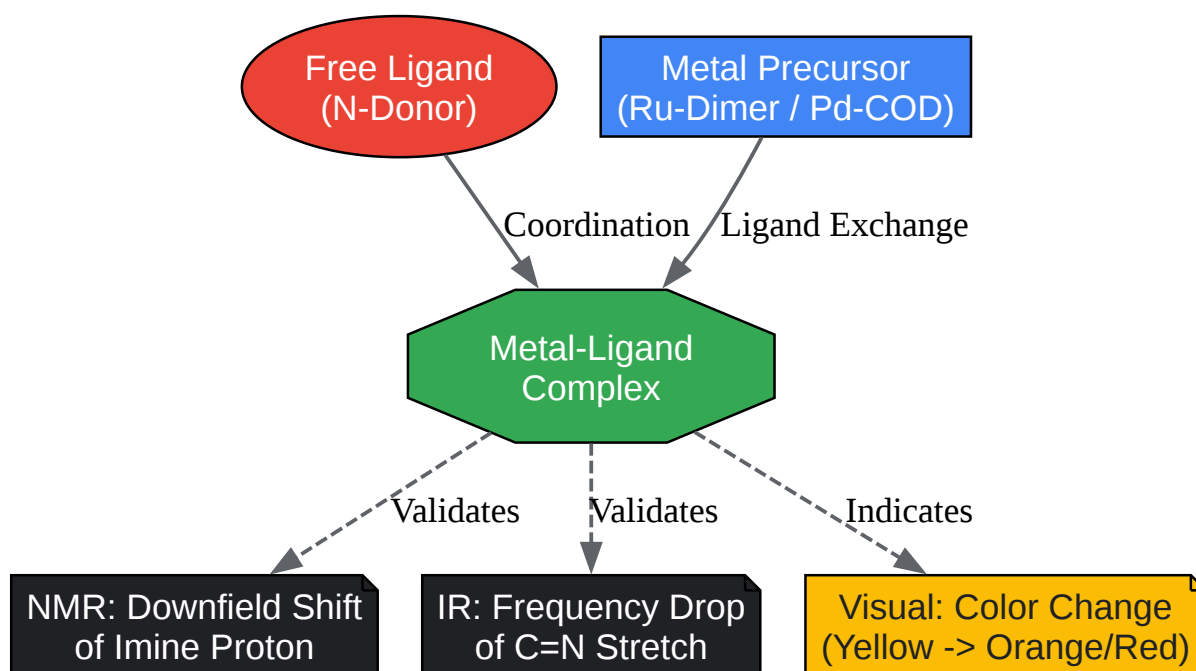 Free Ligand
(N-Donor)
Metal Precursor
(Ru-Dimer / Pd-COD)
Coordination
Ligand Exchange
Metal-Ligand
Complex
Validates
Validates
Indicates
NMR: Downfield Shift
of Imine Proton
IR: Frequency Drop
of C=N Stretch
Visual: Color Change
(Yellow -> Orange/Red)